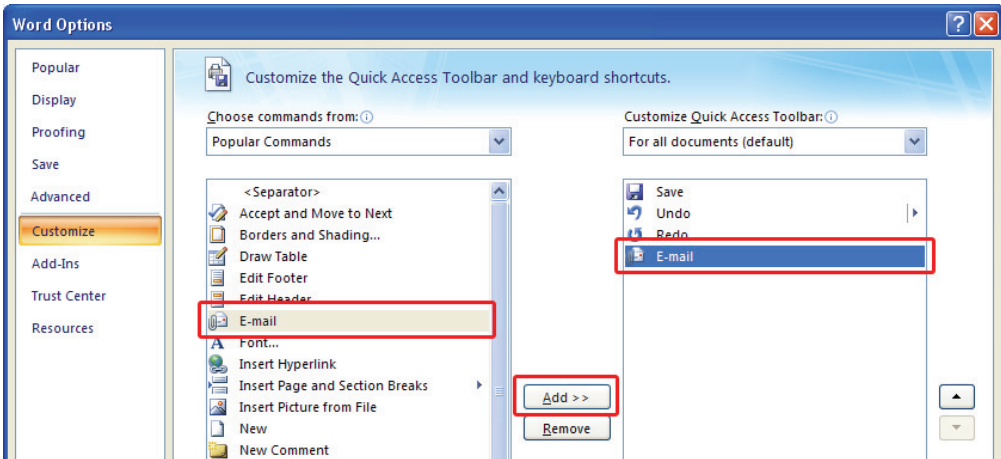 Word Options
Popular
Display
Proofing
Save
Advanced
Customize
Add-Ins
Trust Center
Resources
Customize the Quick Access Toolbar and keyboard shortcuts.
Choose commands from:
Popular Commands
<Separator>
Accept and Move to Next
Borders and Shading...
Draw Table
Edit Footer
Edit Header
E-mail
Font...
Insert Hyperlink
Insert Page and Section Breaks
Insert Picture from File
New
New Comment
Add >>
Remove
Customize Quick Access Toolbar:
For all documents (default)
Save
Undo
Redo
E-mail